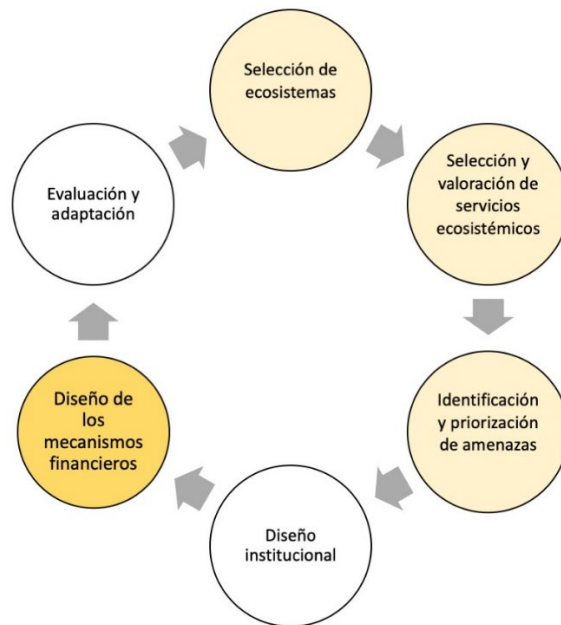 Selección de
ecosistemas
Selección y
valoración de
servicios
ecosistémicos
Identificación
y priorización
de amenazas
Diseño
institucional
Diseño de
los
mecanismos
financieros
Evaluación y
adaptación